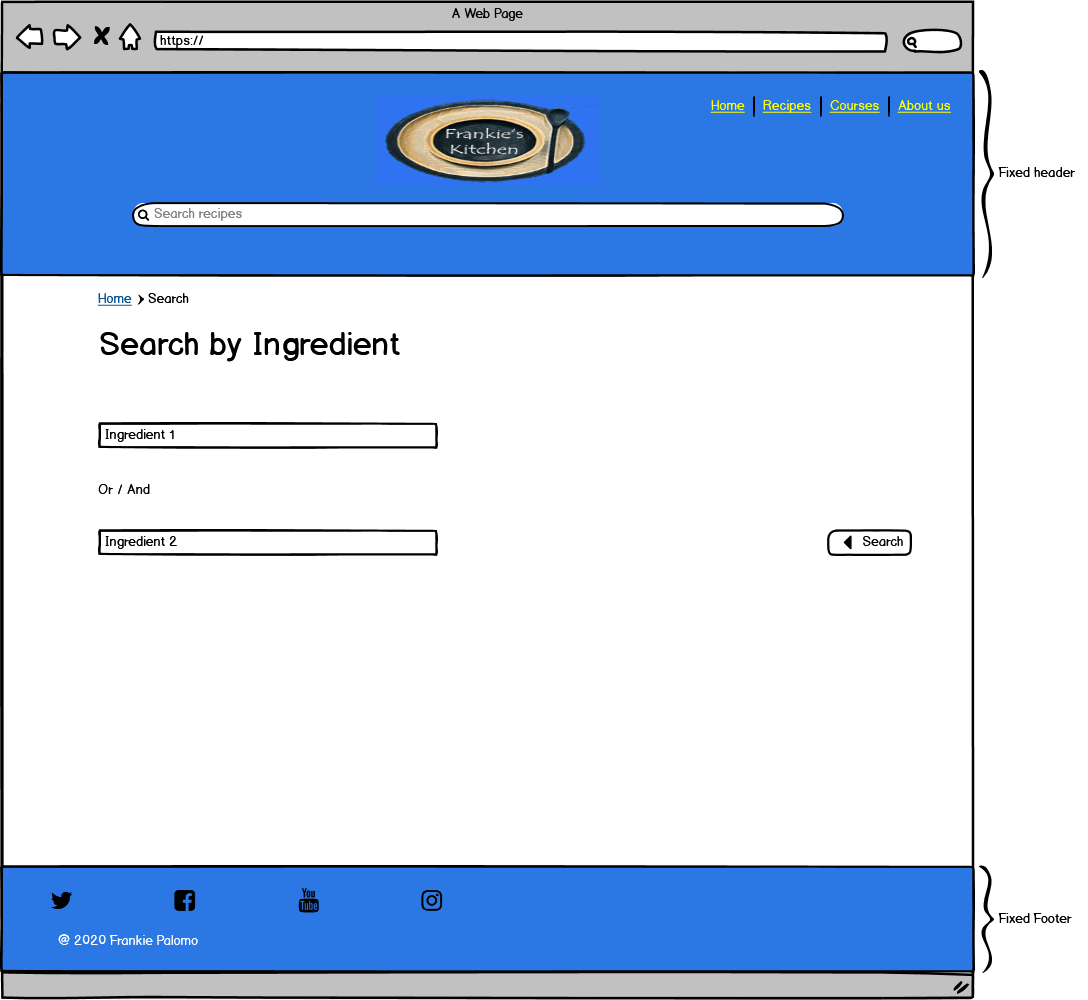 A Web Page
https://
Home Recipes Courses About us
Frankie's
Kitchen
Fixed header
Search recipes
Home Search
Search by Ingredient
Ingredient 1
Or / And
Ingredient 2
Search
You
Tube
Fixed Footer
@ 2020 Frankie Palomo